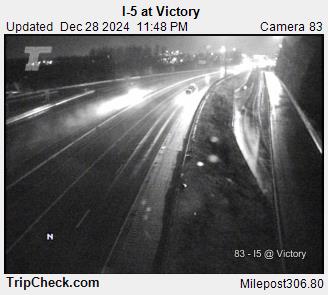 I-5 at Victory
Updated  Dec 28 2024  11:48 PM    Camera 83
T
N
83 - I5 @ Victory
TripCheck.com    Milepost306.80